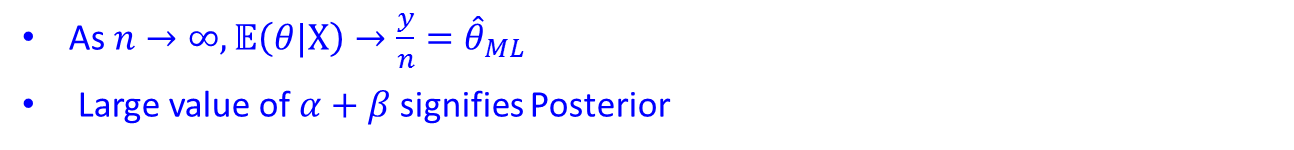 • As n → ∞, 𝔼(θ|X) → y/n = θ̂_ML
• Large value of α + β signifies Posterior